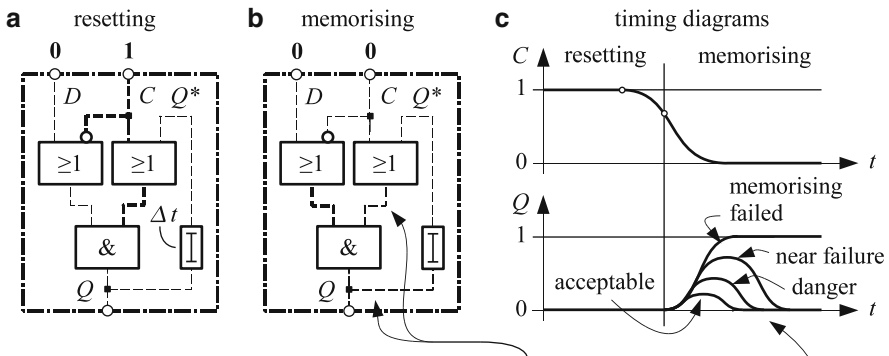 a resetting
0 1
D C Q*
≥1 ≥1
Δt
&
Q
b memorising
0 0
D C Q*
≥1 ≥1
&
Q
c timing diagrams
C resetting memorising
1
0 t
Q memorising
failed
1
near failure
acceptable danger
0 t